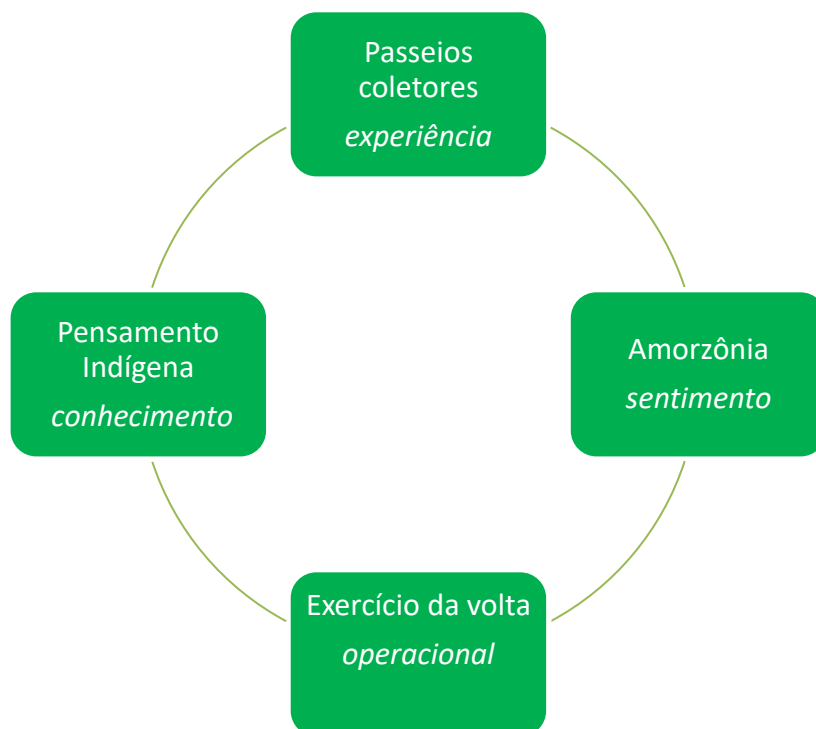 Passeios
coletores
experiência
Pensamento
Indígena
conhecimento
Amorzônia
sentimento
Exercício da volta
operacional